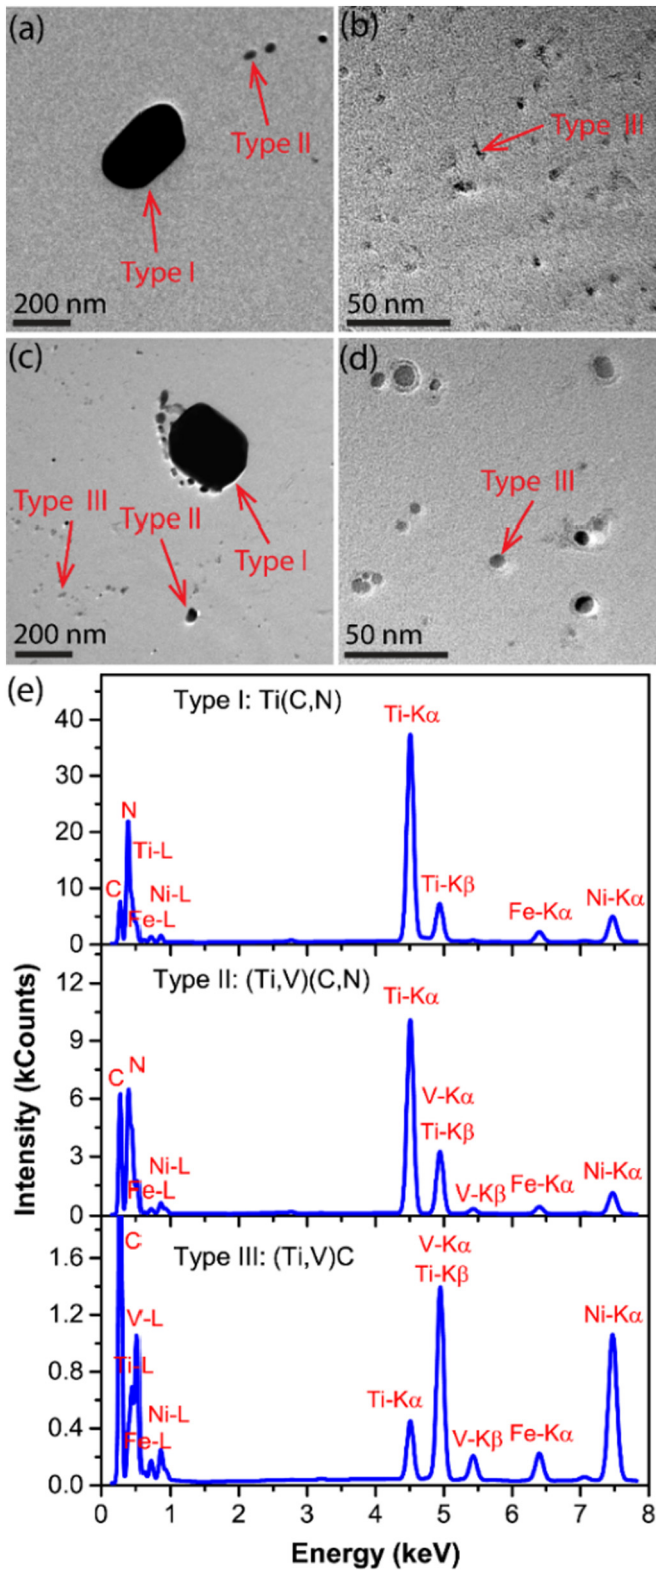 (a)
Type II
Type I
200 nm
(b)
Type III
50 nm
(c)
Type III
Type II
Type I
200 nm
(d)
Type III
50 nm
(e)
Type I: Ti(C,N)
Ti-Kα
N
Ti-L
C
Ni-L
Fe-L
Ti-Kβ
Fe-Kα
Ni-Kα
40
30
20
10
0
Type II: (Ti,V)(C,N)
Ti-Kα
C
N
Ni-L
Fe-L
V-Kα
Ti-Kβ
V-Kβ
Fe-Kα
Ni-Kα
12
9
6
3
0
Type III: (Ti,V)C
C
V-L
Ti-L
Ni-L
Fe-L
Ti-Kα
V-Kα
Ti-Kβ
V-Kβ
Fe-Kα
Ni-Kα
1.6
1.2
0.8
0.4
0.0
0 1 2 3 4 5 6 7 8
Intensity (kCounts)
Energy (keV)